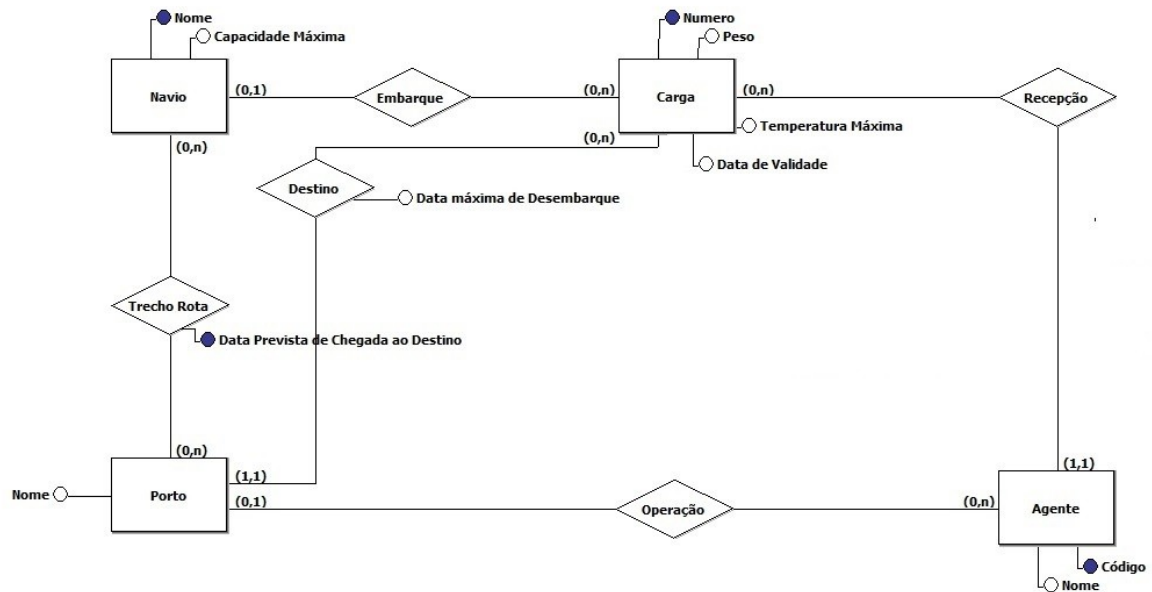 Nome
Capacidade Máxima
Numero
Peso
Navio
(0,1)
Embarque
(0,n)
Carga
(0,n)
Recepção
Temperatura Máxima
(0,n)
(0,n)
Data de Validade
Destino
Data máxima de Desembarque
Trecho Rota
Data Prevista de Chegada ao Destino
(0,n)
(1,1)
(1,1)
Nome
Porto
(0,1)
Operação
(0,n)
Agente
Código
Nome